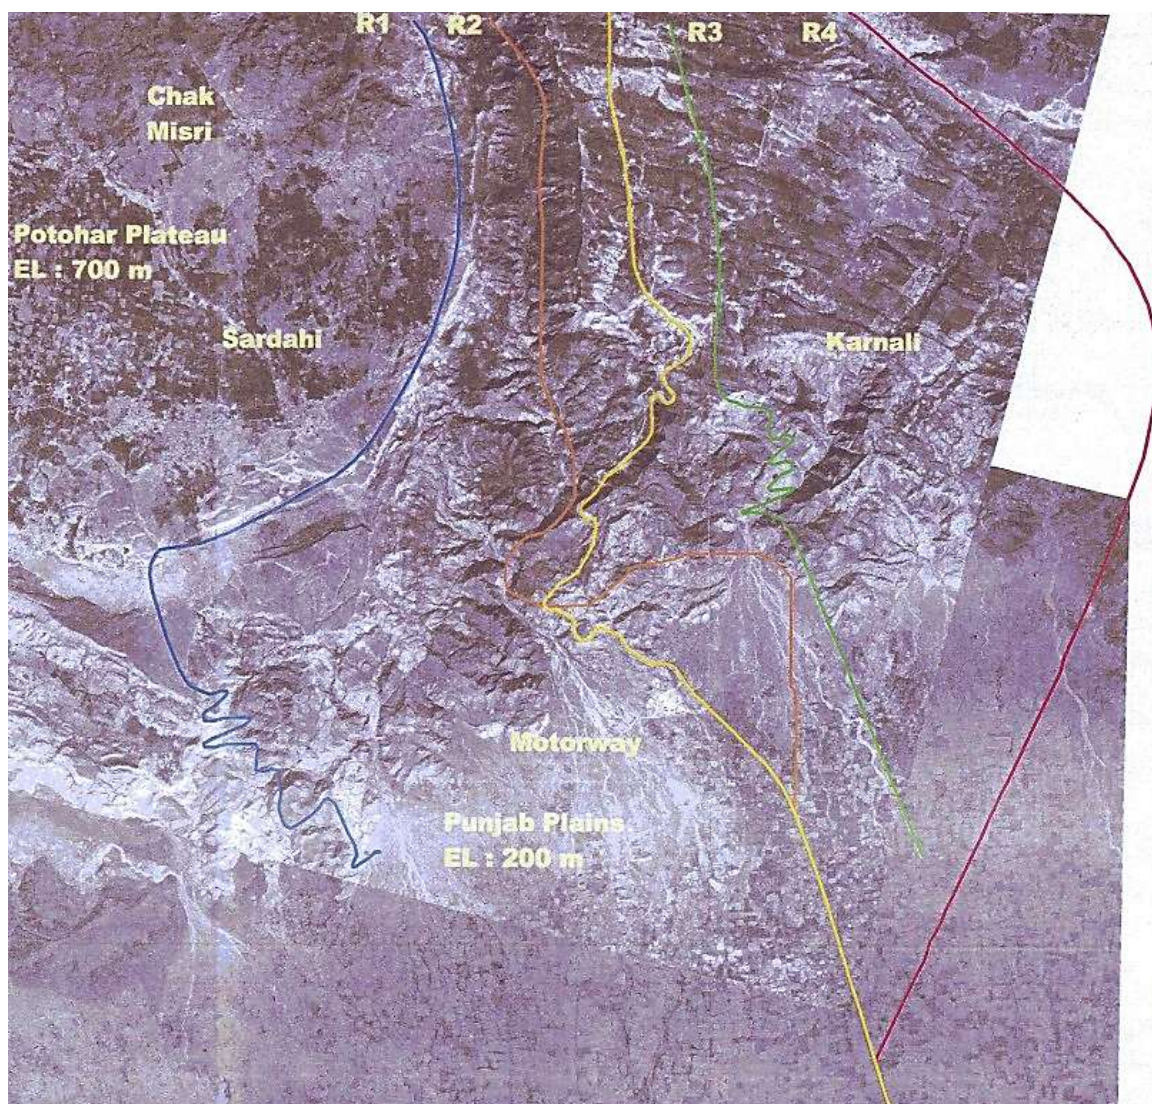 R1
R2
R3
R4
Chak
Misri
Potohar Plateau
EL : 700 m
Sardahi
Karnali
Motorway
Punjab Plains
EL : 200 m